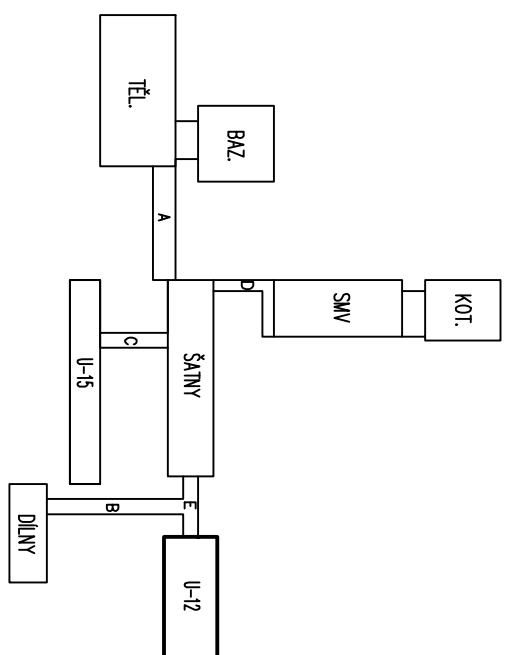 TĚL.
BAZ.
A
D
SMV
KOT.
C
U-15
ŠATNY
E
B
DÍLNY
U-12